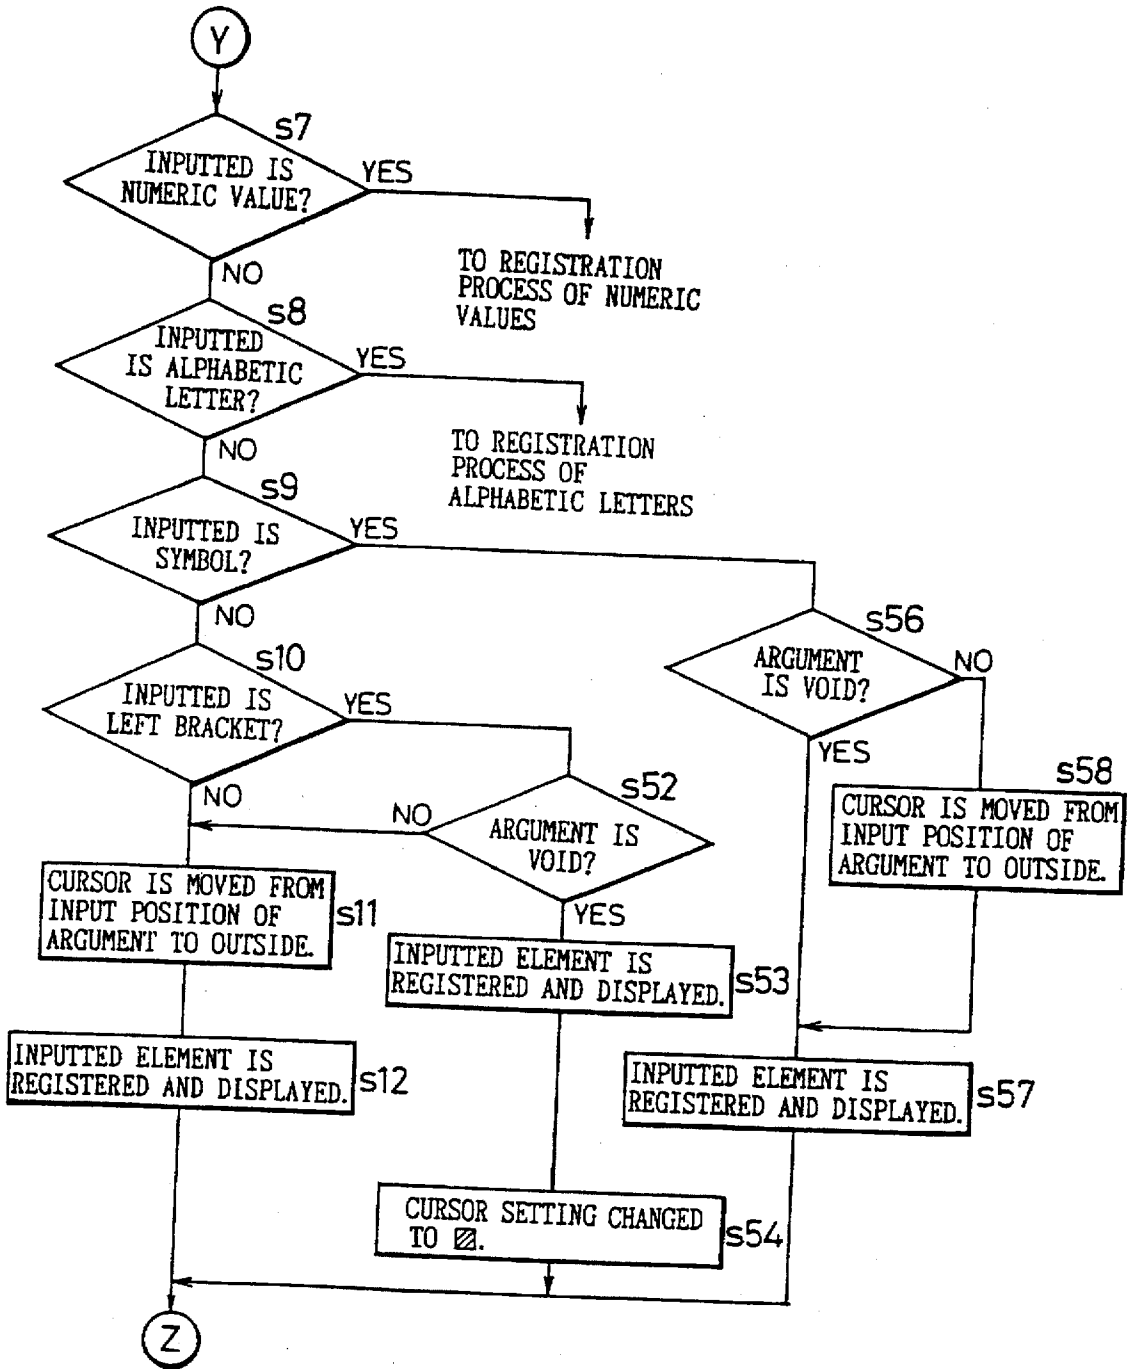 Y
s7
INPUTTED IS
NUMERIC VALUE?
YES
NO
TO REGISTRATION
PROCESS OF NUMERIC
VALUES
s8
INPUTTED
IS ALPHABETIC
LETTER?
YES
NO
TO REGISTRATION
PROCESS OF
ALPHABETIC LETTERS
s9
INPUTTED IS
SYMBOL?
YES
NO
s56
ARGUMENT
IS VOID?
NO
YES
s10
INPUTTED IS
LEFT BRACKET?
YES
NO
s58
CURSOR IS MOVED FROM
INPUT POSITION OF
ARGUMENT TO OUTSIDE.
s52
ARGUMENT IS
VOID?
NO
YES
CURSOR IS MOVED FROM
INPUT POSITION OF
ARGUMENT TO OUTSIDE.
s11
INPUTTED ELEMENT IS
REGISTERED AND DISPLAYED.
s53
INPUTTED ELEMENT IS
REGISTERED AND DISPLAYED.
s12
INPUTTED ELEMENT IS
REGISTERED AND DISPLAYED.
s57
CURSOR SETTING CHANGED
TO ▨.
s54
Z